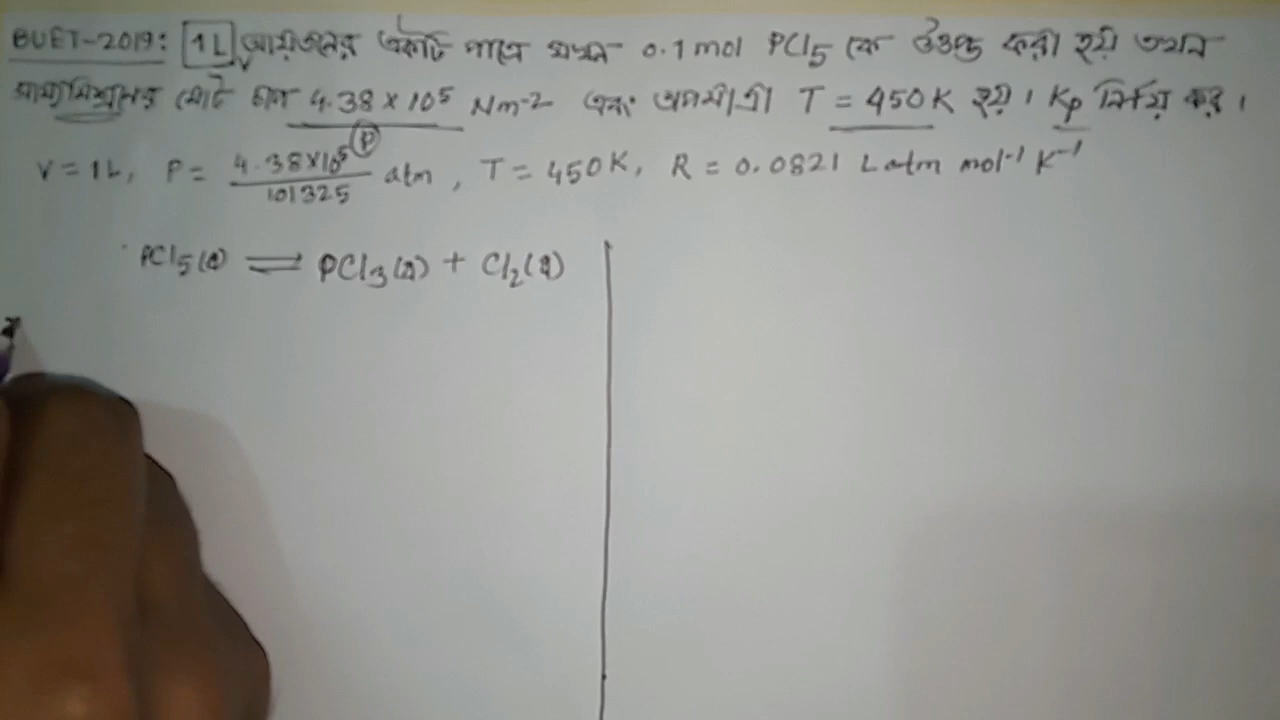 BUET-2019: 1L আয়তনের একটি পাত্রে যখন 0.1 mol PCl5 কে উত্তপ্ত করা হয় তখন
সাম্যমিশ্রনের মোট চাপ 4.38 × 10^5 Nm-2 এবং তাপমাত্রা T = 450K হয়। Kp নির্ণয় কর।
P
V = 1L, P = 4.38×10^5 / 101325 atm, T = 450K, R = 0.0821 L atm mol-1 K-1
PCl5(g) ⇌ PCl3(g) + Cl2(g)